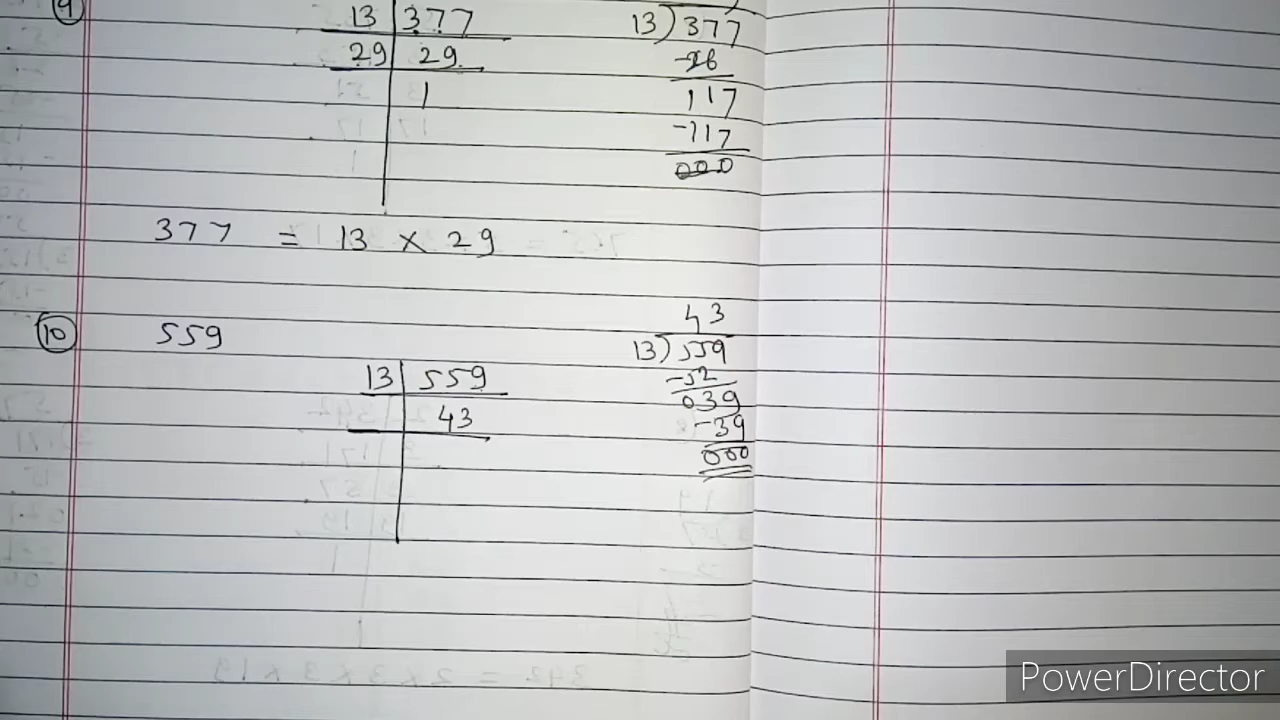 9
13 | 377
29 | 29
1
13 ) 377
-26
117
-117
000
377 = 13 × 29
10 559
13 | 559
43
43
13 ) 559
-52
039
-39
000
PowerDirector